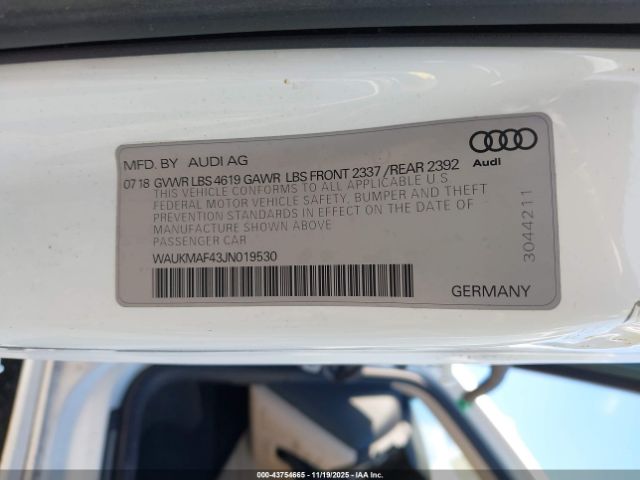 MFD. BY AUDI AG
Audi
07 18 GVWR LBS 4619 GAWR LBS FRONT 2337 /REAR 2392
THIS VEHICLE CONFORMS TO ALL APPLICABLE U.S.
FEDERAL MOTOR VEHICLE SAFETY, BUMPER AND THEFT
PREVENTION STANDARDS IN EFFECT ON THE DATE OF
MANUFACTURE SHOWN ABOVE
PASSENGER CAR
WAUKMAF43JN019530
GERMANY
3044211
000-43754665 - 11/19/2025 - IAAI.COM